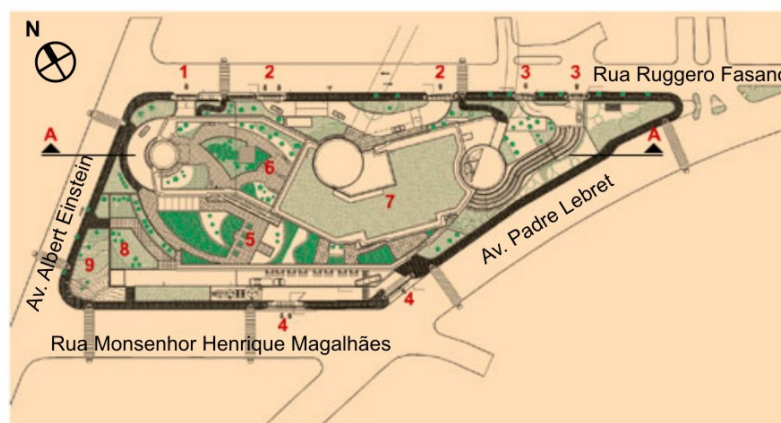 N
1
2
2
3
3
Rua Ruggero Fasano
A
A
Av. Albert Einstein
6
7
Av. Padre Lebret
5
8
9
4
4
Rua Monsenhor Henrique Magalhães